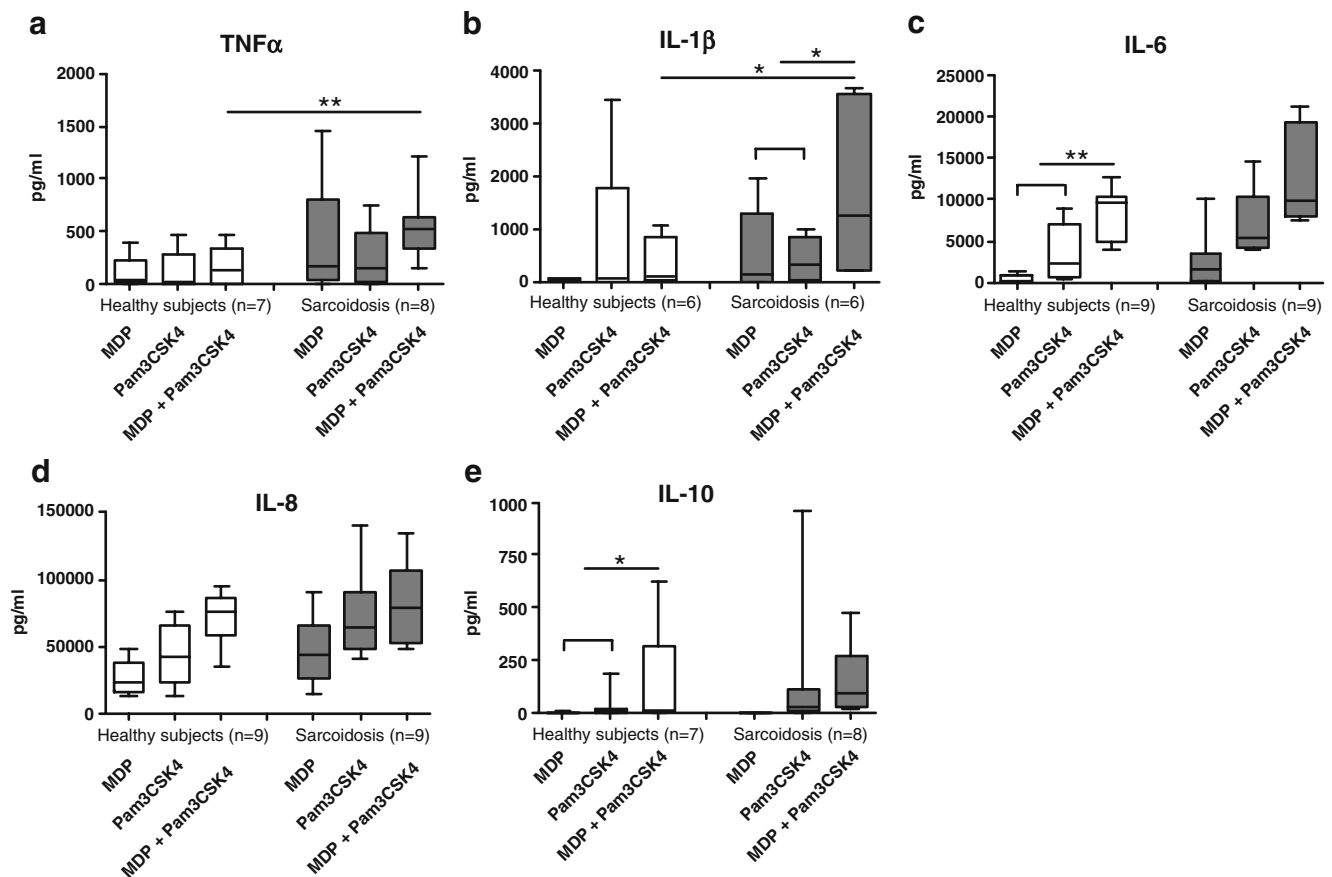 a
TNFα
2000
1500
1000
500
0
pg/ml
**
Healthy subjects (n=7)
Sarcoidosis (n=8)
MDP
Pam3CSK4
MDP + Pam3CSK4
MDP
Pam3CSK4
MDP + Pam3CSK4
b
IL-1β
4000
3000
2000
1000
0
pg/ml
*
*
Healthy subjects (n=6)
Sarcoidosis (n=6)
MDP
Pam3CSK4
MDP + Pam3CSK4
MDP
Pam3CSK4
MDP + Pam3CSK4
c
IL-6
25000
20000
15000
10000
5000
0
pg/ml
**
Healthy subjects (n=9)
Sarcoidosis (n=9)
MDP
Pam3CSK4
MDP + Pam3CSK4
MDP
Pam3CSK4
MDP + Pam3CSK4
d
IL-8
150000
100000
50000
0
pg/ml
Healthy subjects (n=9)
Sarcoidosis (n=9)
MDP
Pam3CSK4
MDP + Pam3CSK4
MDP
Pam3CSK4
MDP + Pam3CSK4
e
IL-10
1000
750
500
250
0
pg/ml
*
Healthy subjects (n=7)
Sarcoidosis (n=8)
MDP
Pam3CSK4
MDP + Pam3CSK4
MDP
Pam3CSK4
MDP + Pam3CSK4